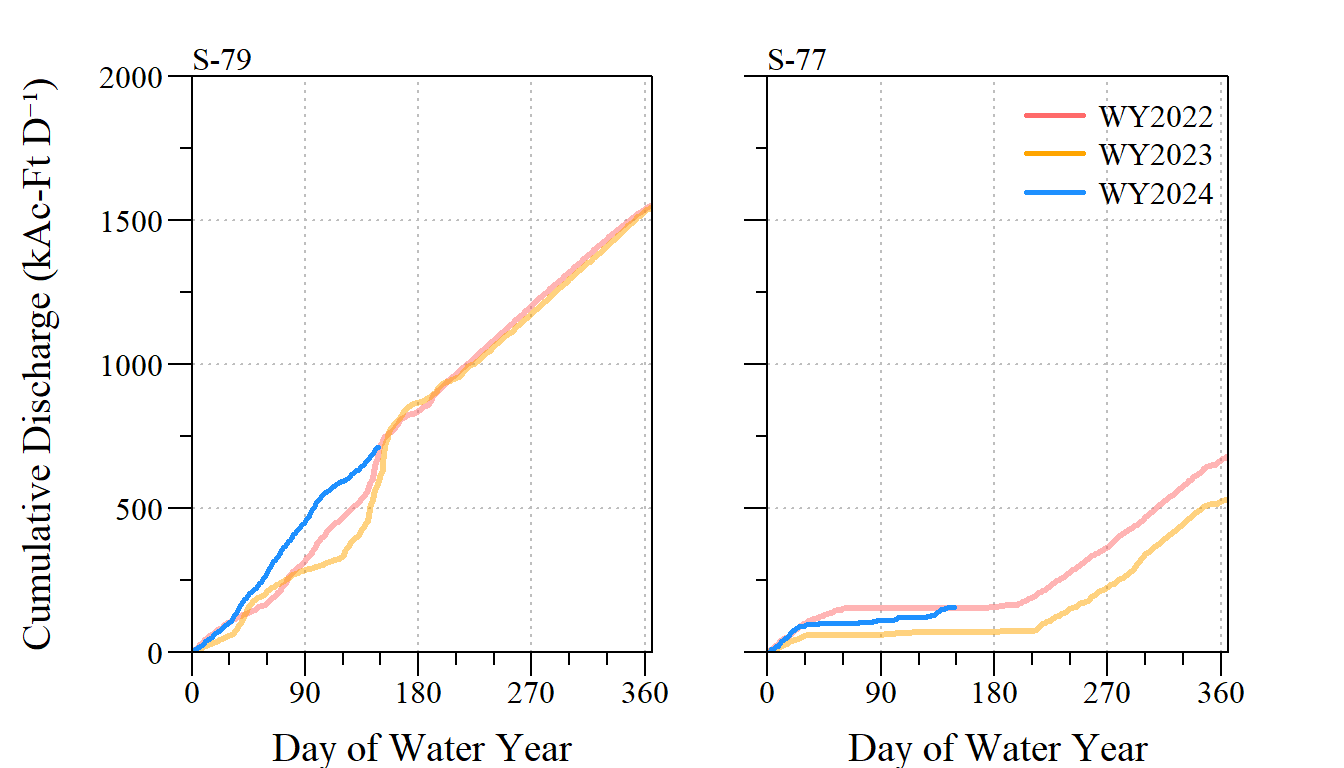 S-79
S-77
Cumulative Discharge (kAc-Ft D⁻¹)
2000
1500
1000
500
0
WY2022
WY2023
WY2024
0 90 180 270 360
0 90 180 270 360
Day of Water Year
Day of Water Year